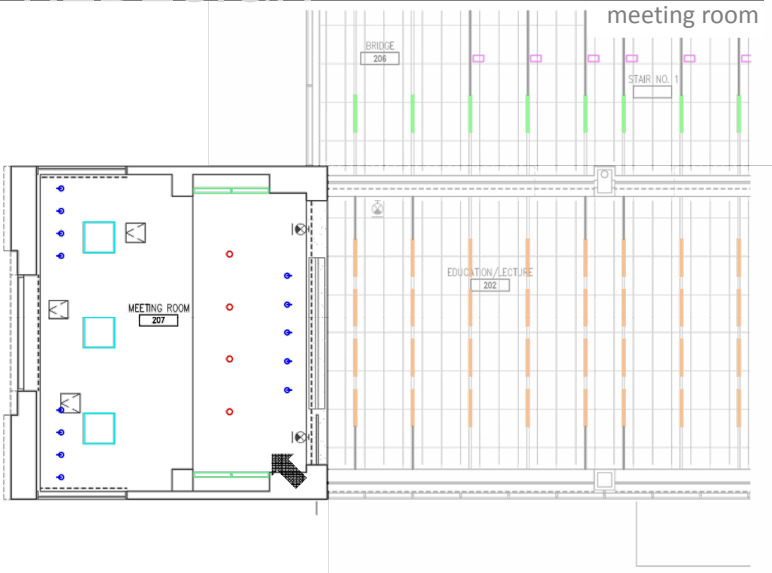 meeting room
BRIDGE
206
STAIR NO. 1
EDUCATION/LECTURE
202
MEETING ROOM
207